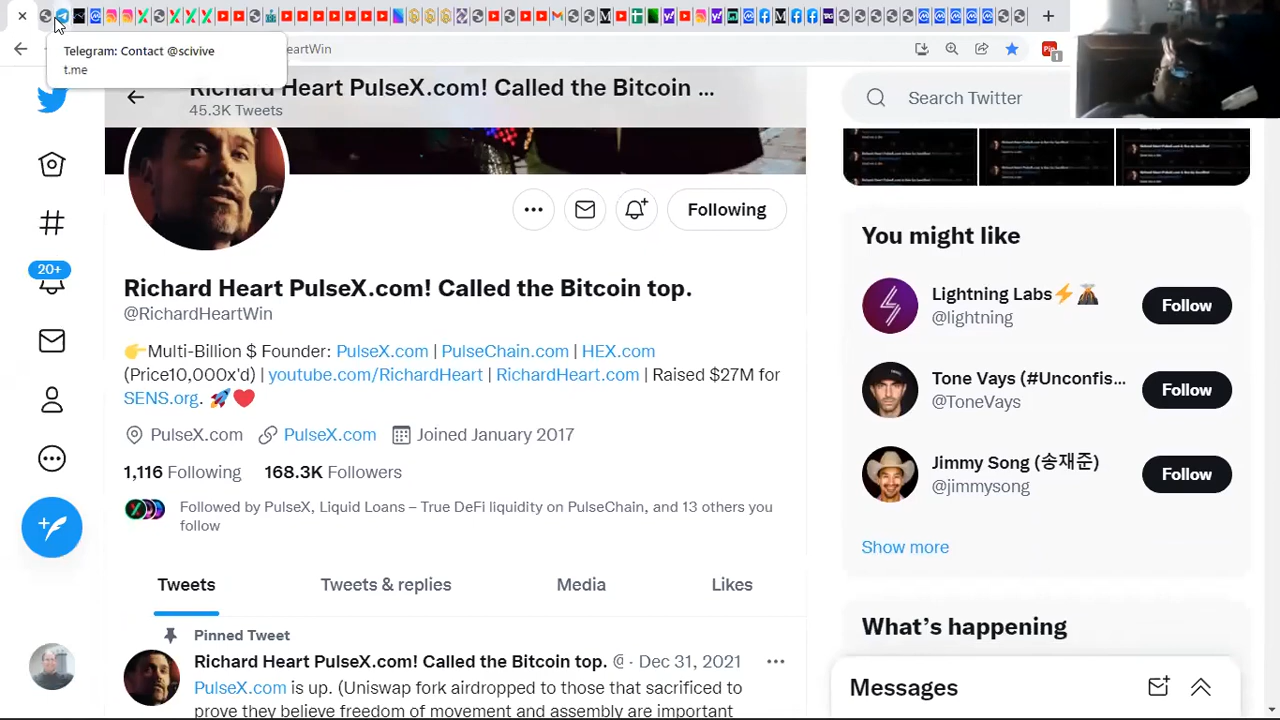 Telegram: Contact @scivive
t.me
eartWin
1
Richard Heart PulseX.com! Called the Bitcoin ...
45.3K Tweets
Search Twitter
Following
You might like
Richard Heart PulseX.com! Called the Bitcoin top.
@RichardHeartWin
20+
Lightning Labs⚡🌋
@lightning
Follow
👉Multi-Billion $ Founder: PulseX.com | PulseChain.com | HEX.com
(Price10,000x'd) | youtube.com/RichardHeart | RichardHeart.com | Raised $27M for
SENS.org. 🚀❤️
Tone Vays (#Unconfis...
@ToneVays
Follow
PulseX.com PulseX.com Joined January 2017
1,116 Following 168.3K Followers
Jimmy Song (송재준)
@jimmysong
Follow
Followed by PulseX, Liquid Loans – True DeFi liquidity on PulseChain, and 13 others you
follow
Show more
Tweets Tweets & replies Media Likes
What's happening
Pinned Tweet
Richard Heart PulseX.com! Called the Bitcoin top. @ · Dec 31, 2021
PulseX.com is up. (Uniswap fork airdropped to those that sacrificed to
prove they believe freedom of movement and assembly are important
Messages